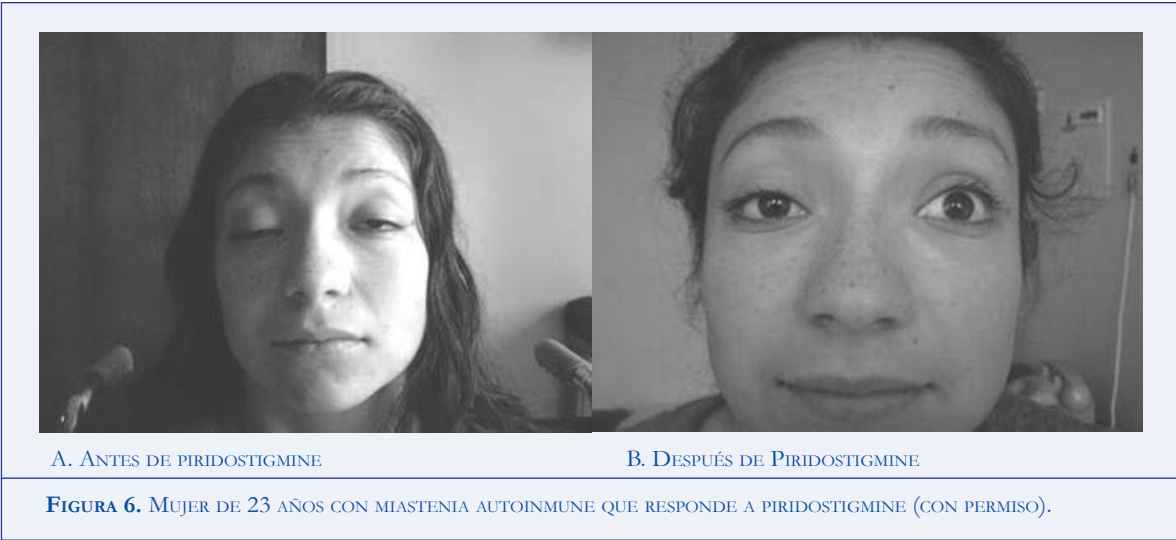 A. Antes de piridostigmine
B. Después de Piridostigmine
Figura 6. Mujer de 23 años con miastenia autoinmune que responde a piridostigmine (con permiso).